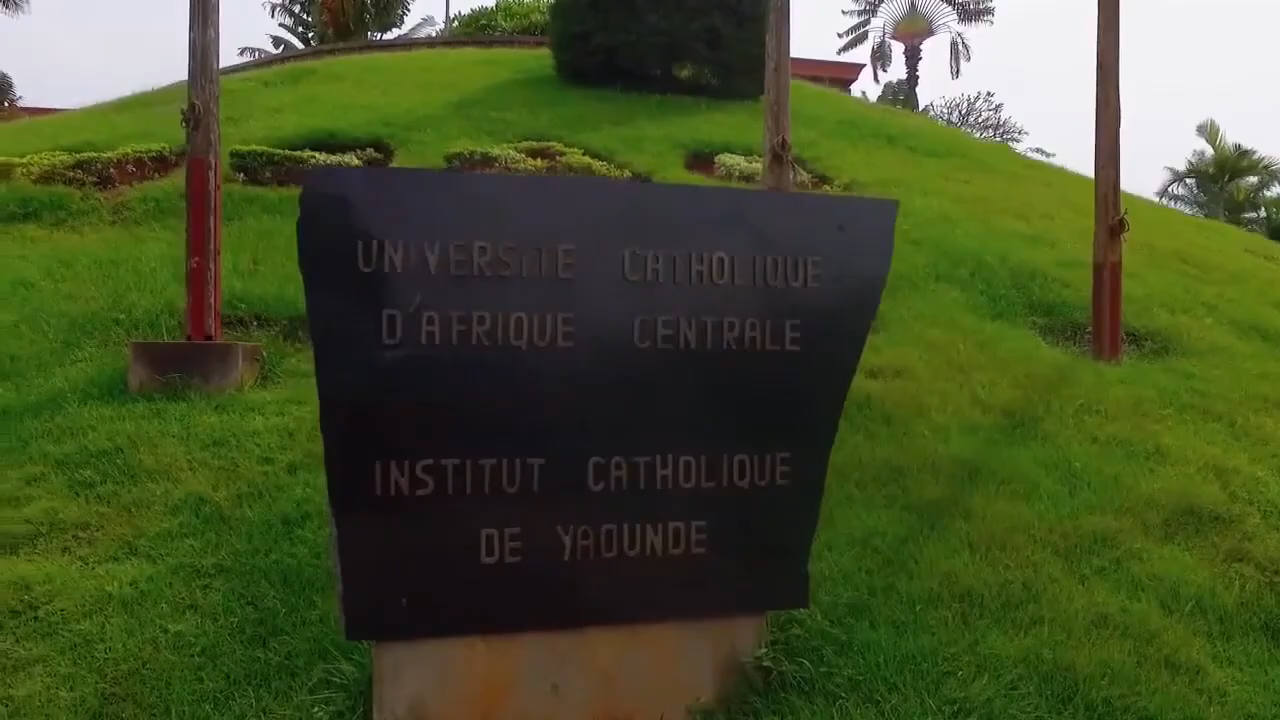 UNIVERSITE CATHOLIQUE
D'AFRIQUE CENTRALE
INSTITUT CATHOLIQUE
DE YAOUNDE